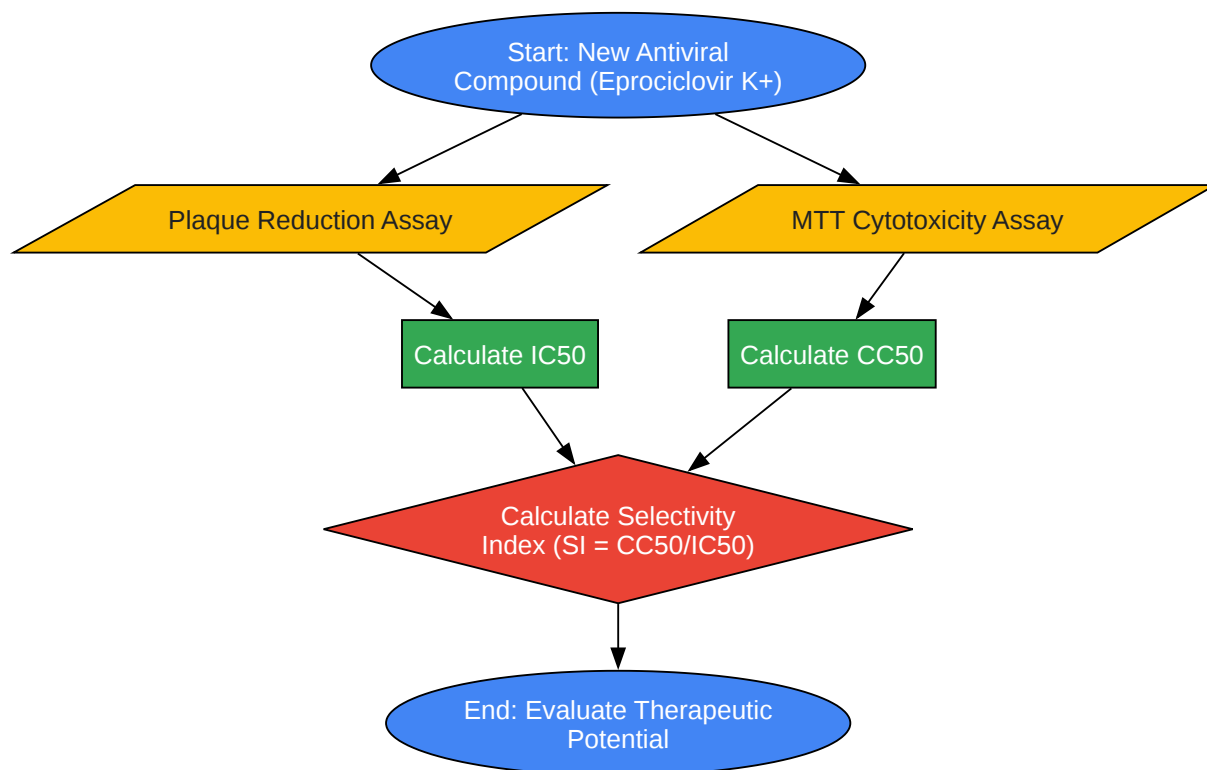 Start: New Antiviral
Compound (Eprociclovir K+)
Plaque Reduction Assay
MTT Cytotoxicity Assay
Calculate IC50
Calculate CC50
Calculate Selectivity
Index (SI = CC50/IC50)
End: Evaluate Therapeutic
Potential